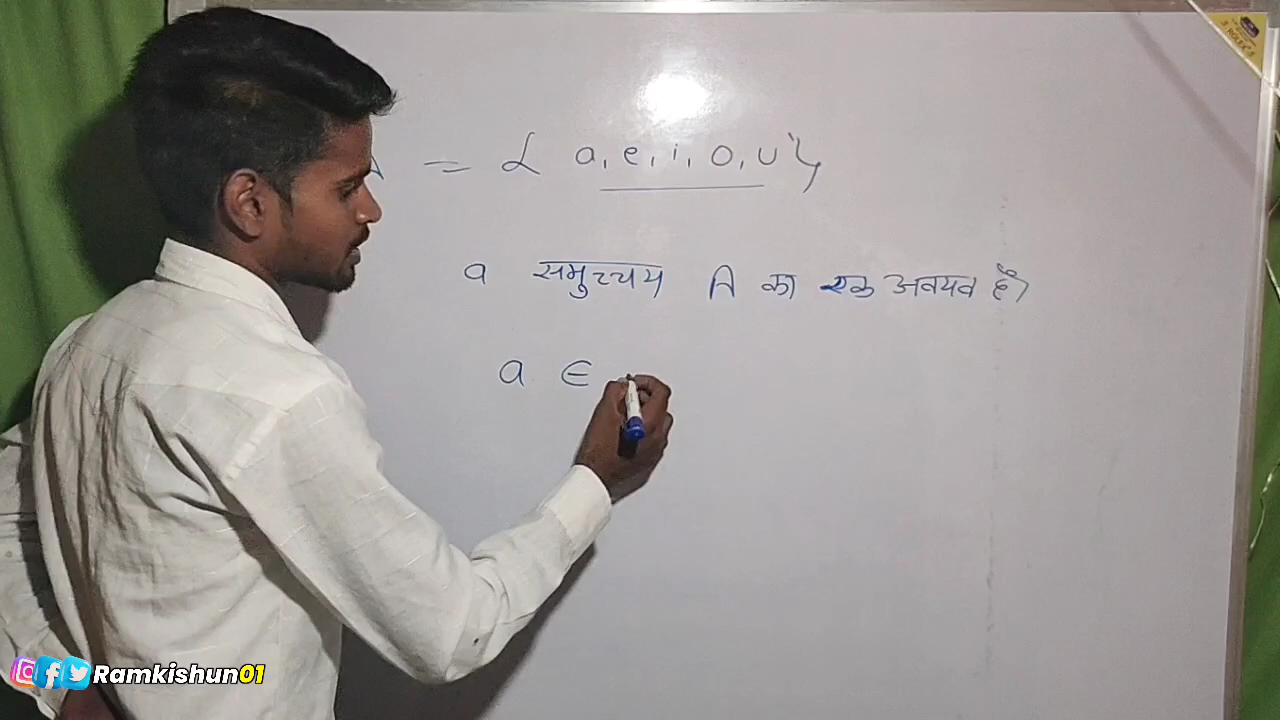 A = { a, e, i, o, u }
a समुच्चय A का एक अवयव है
a ∈
Ramkishun01